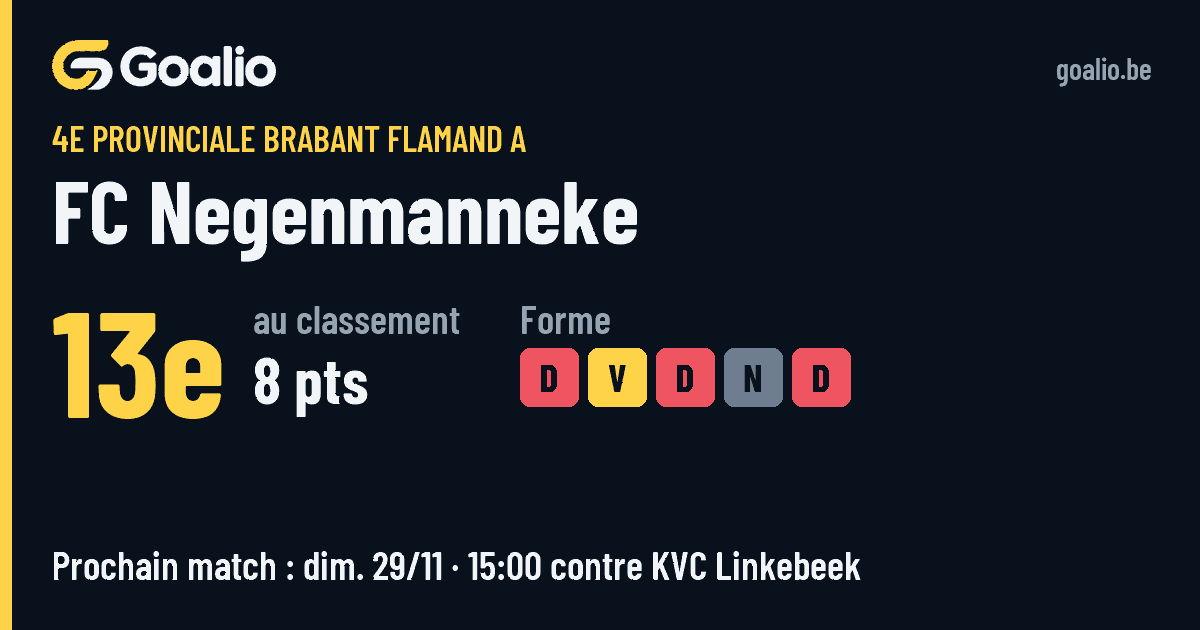 Goalio
goalio.be
4E PROVINCIALE BRABANT FLAMAND A
FC Negenmanneke
13e
au classement
8 pts
Forme
D V D N D
Prochain match : dim. 29/11 · 15:00 contre KVC Linkebeek